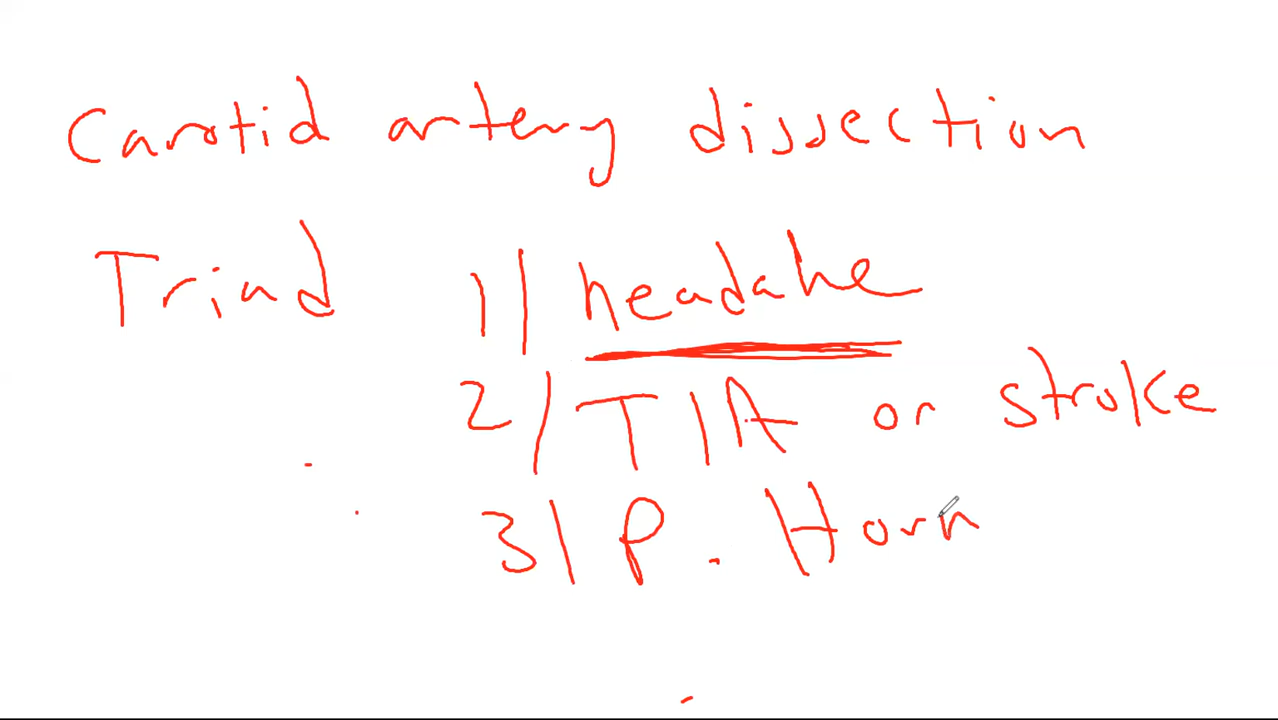 Carotid artery dissection
Triad 1/ headahe
2/ TIA or stroke
3/ P. Horn